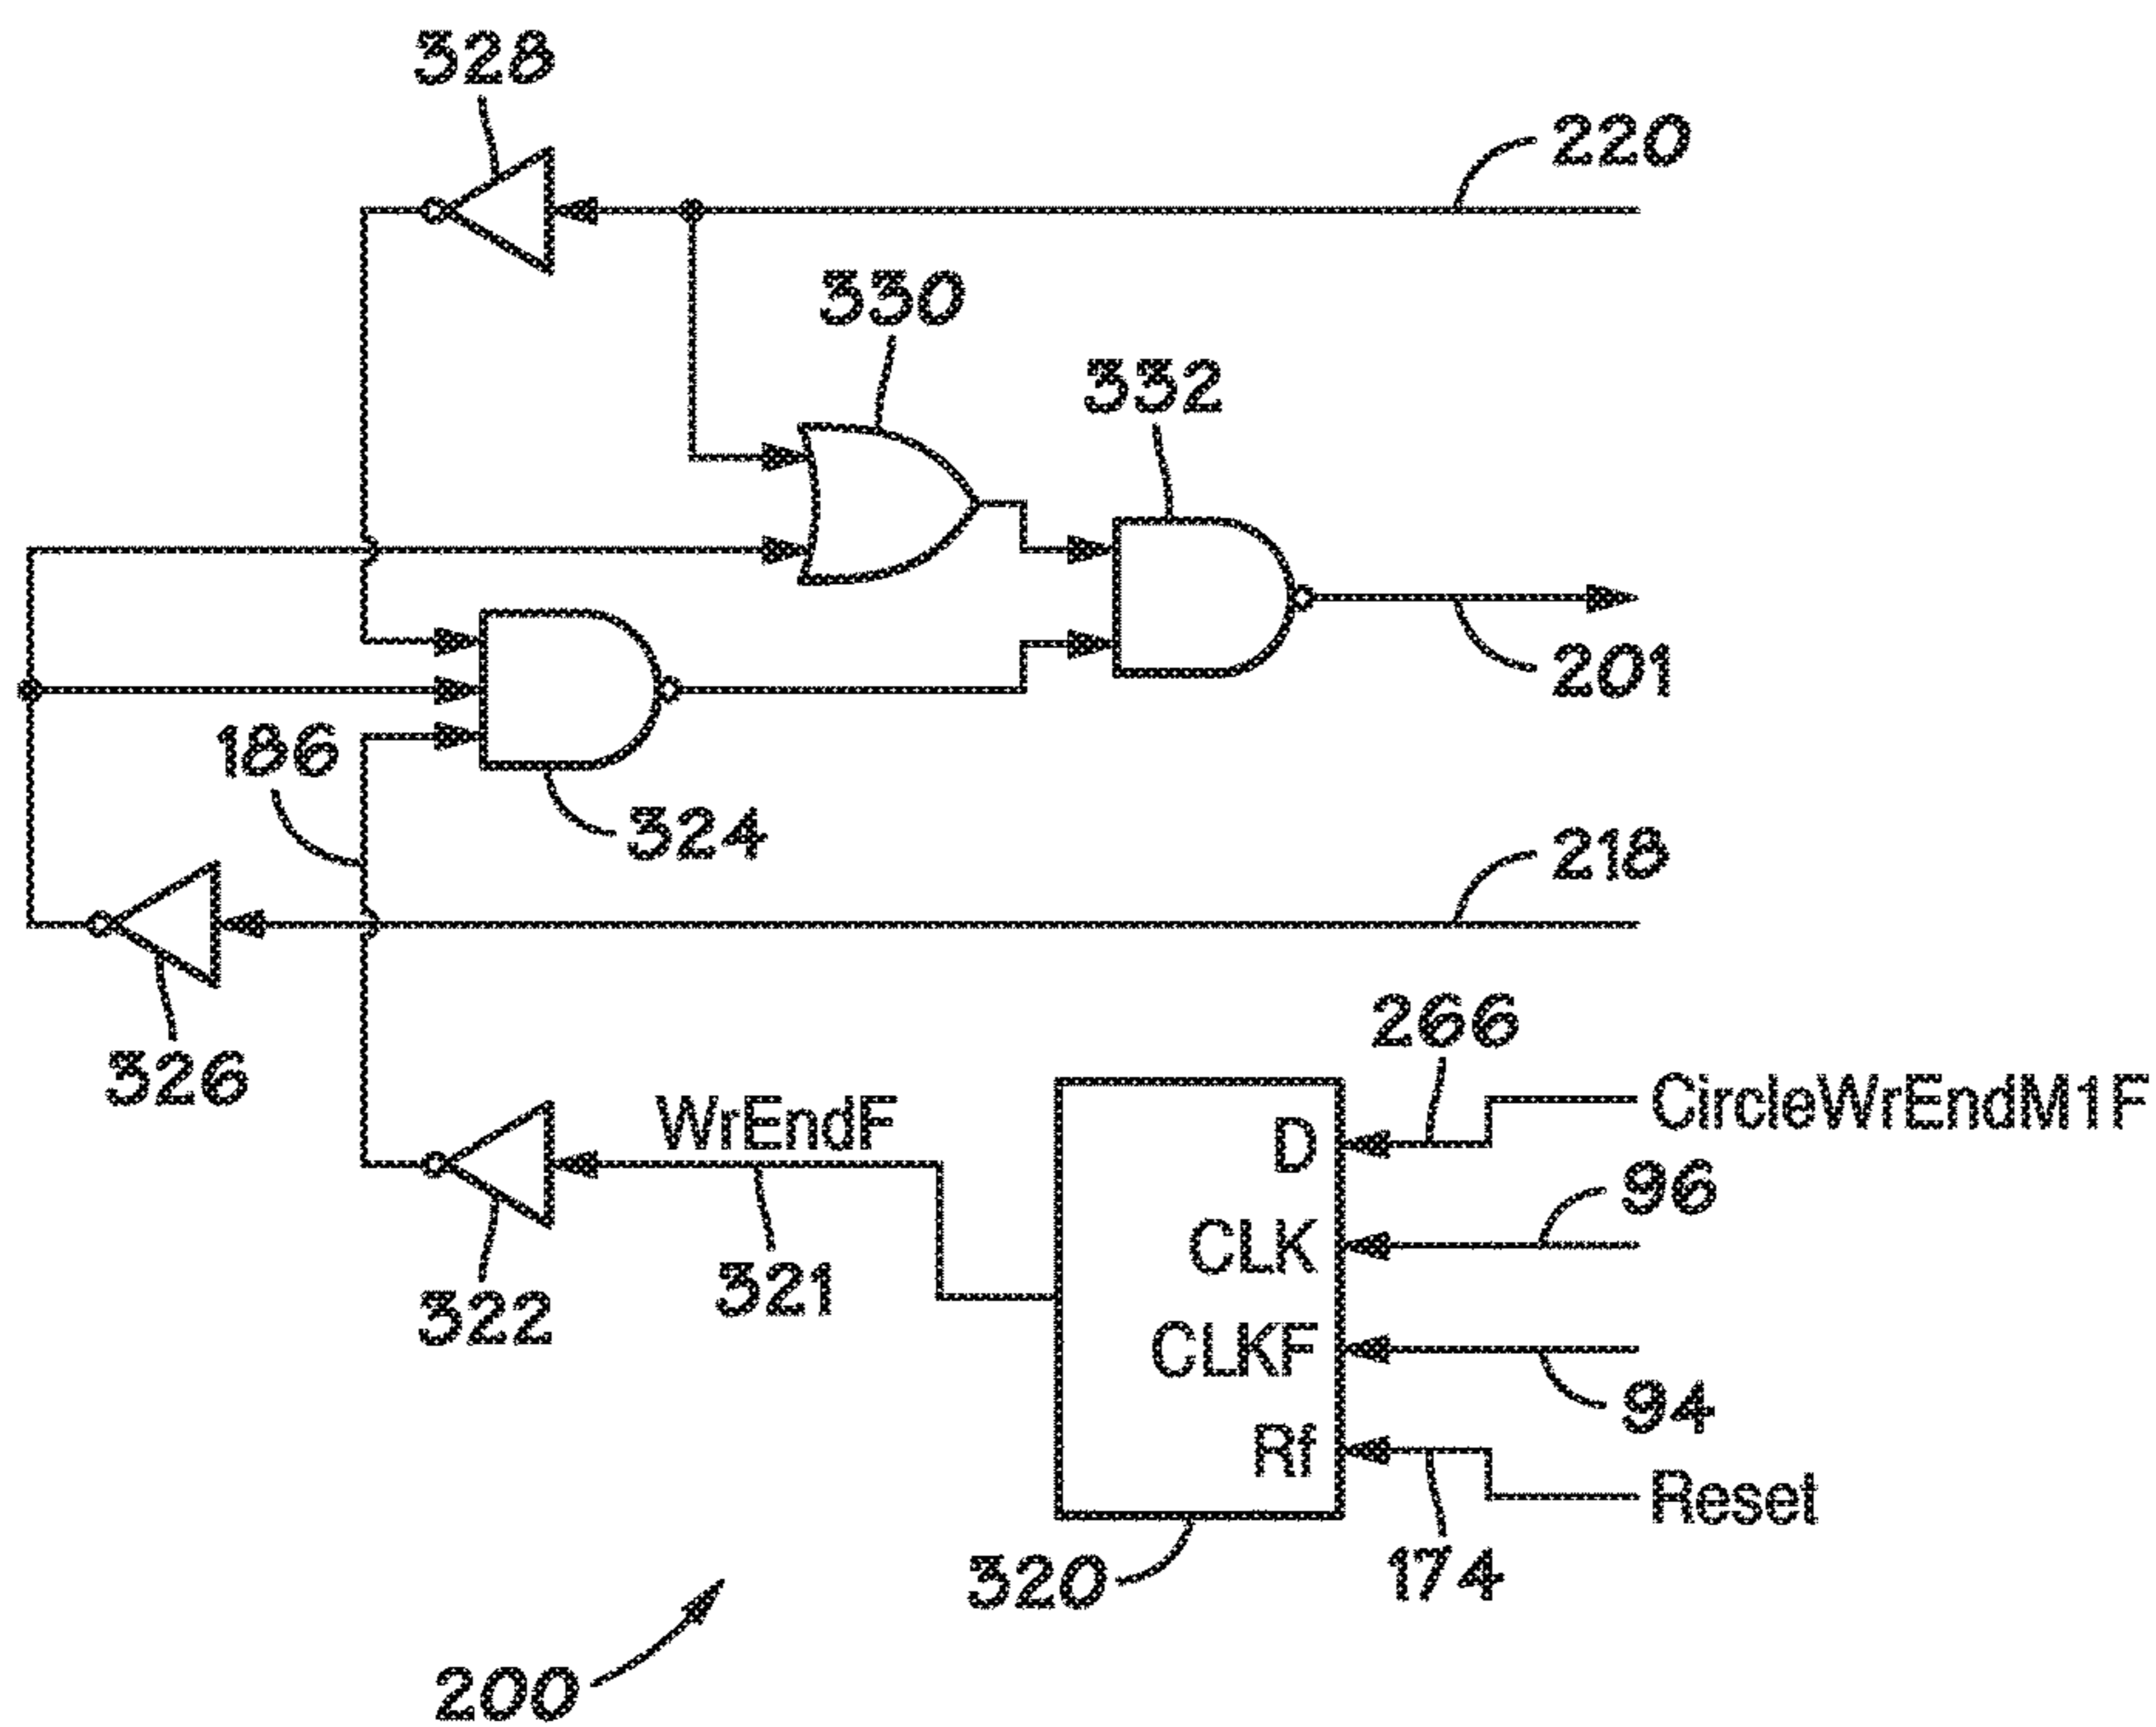 328
220
330
332
201
186
324
218
326
266
CircleWrEndM1F
WrEndF
D
96
CLK
321
322
CLKF
94
Rf
Reset
320
174
200